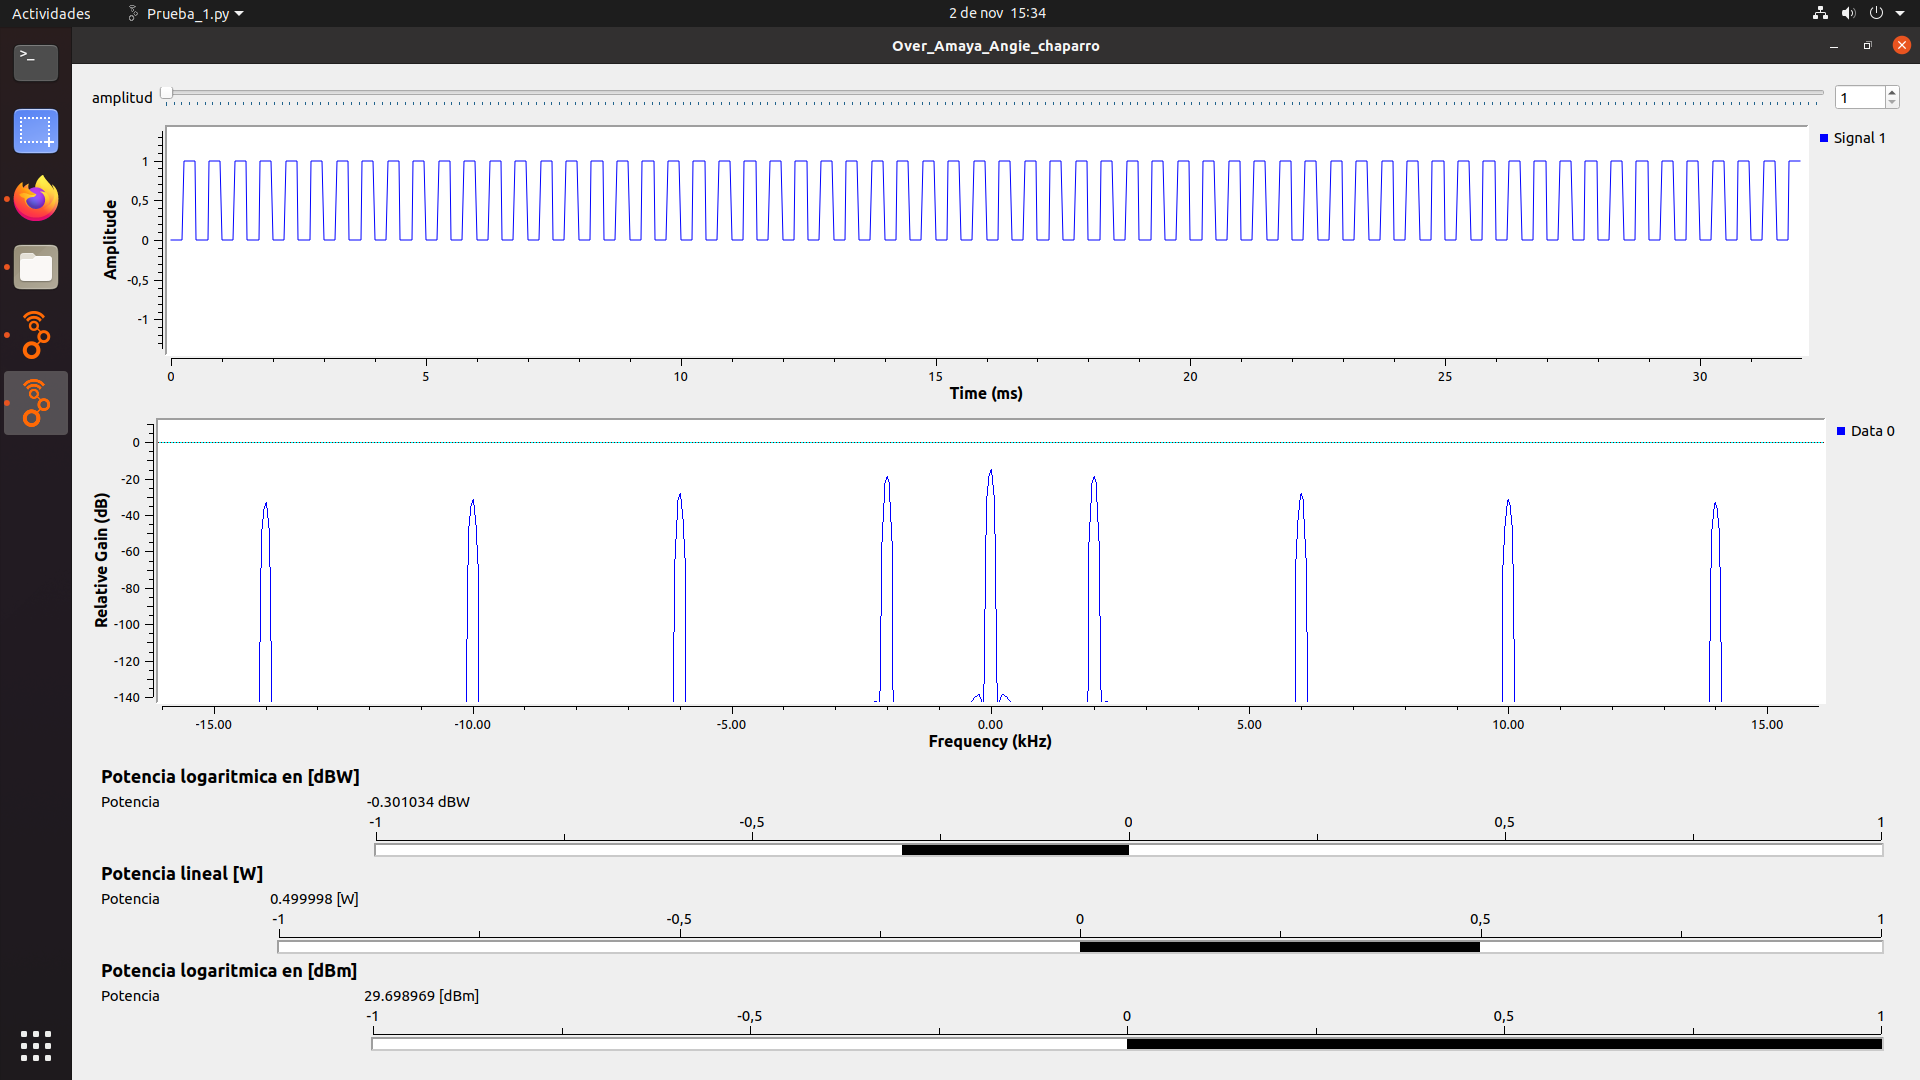 Actividades Prueba_1.py 2 de nov 15:34
Over_Amaya_Angie_chaparro
amplitud 1
Signal 1
1
0,5
0
-0,5
-1
Amplitude
0 5 10 15 20 25 30
Time (ms)
Data 0
0
-20
-40
-60
-80
-100
-120
-140
Relative Gain (dB)
-15.00 -10.00 -5.00 0.00 5.00 10.00 15.00
Frequency (kHz)
Potencia logaritmica en [dBW]
Potencia -0.301034 dBW
-1 -0,5 0 0,5 1
Potencia lineal [W]
Potencia 0.499998 [W]
-1 -0,5 0 0,5 1
Potencia logaritmica en [dBm]
Potencia 29.698969 [dBm]
-1 -0,5 0 0,5 1